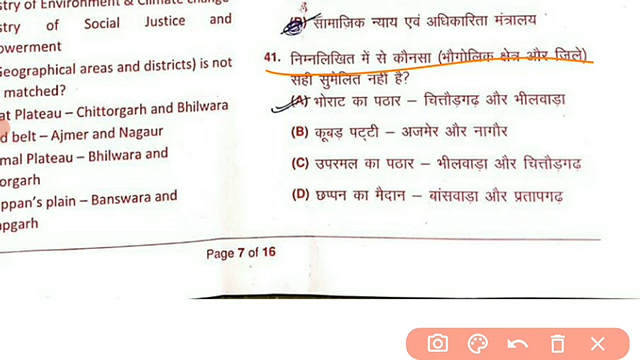 stry of Environment & Climate change
stry of Social Justice and
owerment
Geographical areas and districts) is not
matched?
at Plateau – Chittorgarh and Bhilwara
d belt – Ajmer and Nagaur
mal Plateau – Bhilwara and
orgarh
ppan's plain – Banswara and
apgarh
(B) सामाजिक न्याय एवं अधिकारिता मंत्रालय
41. निम्नलिखित में से कौनसा (भौगोलिक क्षेत्र और जिले)
सही सुमेलित नहीं है?
(A) भोराट का पठार – चित्तौड़गढ़ और भीलवाड़ा
(B) कूबड़ पट्टी – अजमेर और नागौर
(C) उपरमल का पठार – भीलवाड़ा और चित्तौड़गढ़
(D) छप्पन का मैदान – बांसवाड़ा और प्रतापगढ़
Page 7 of 16